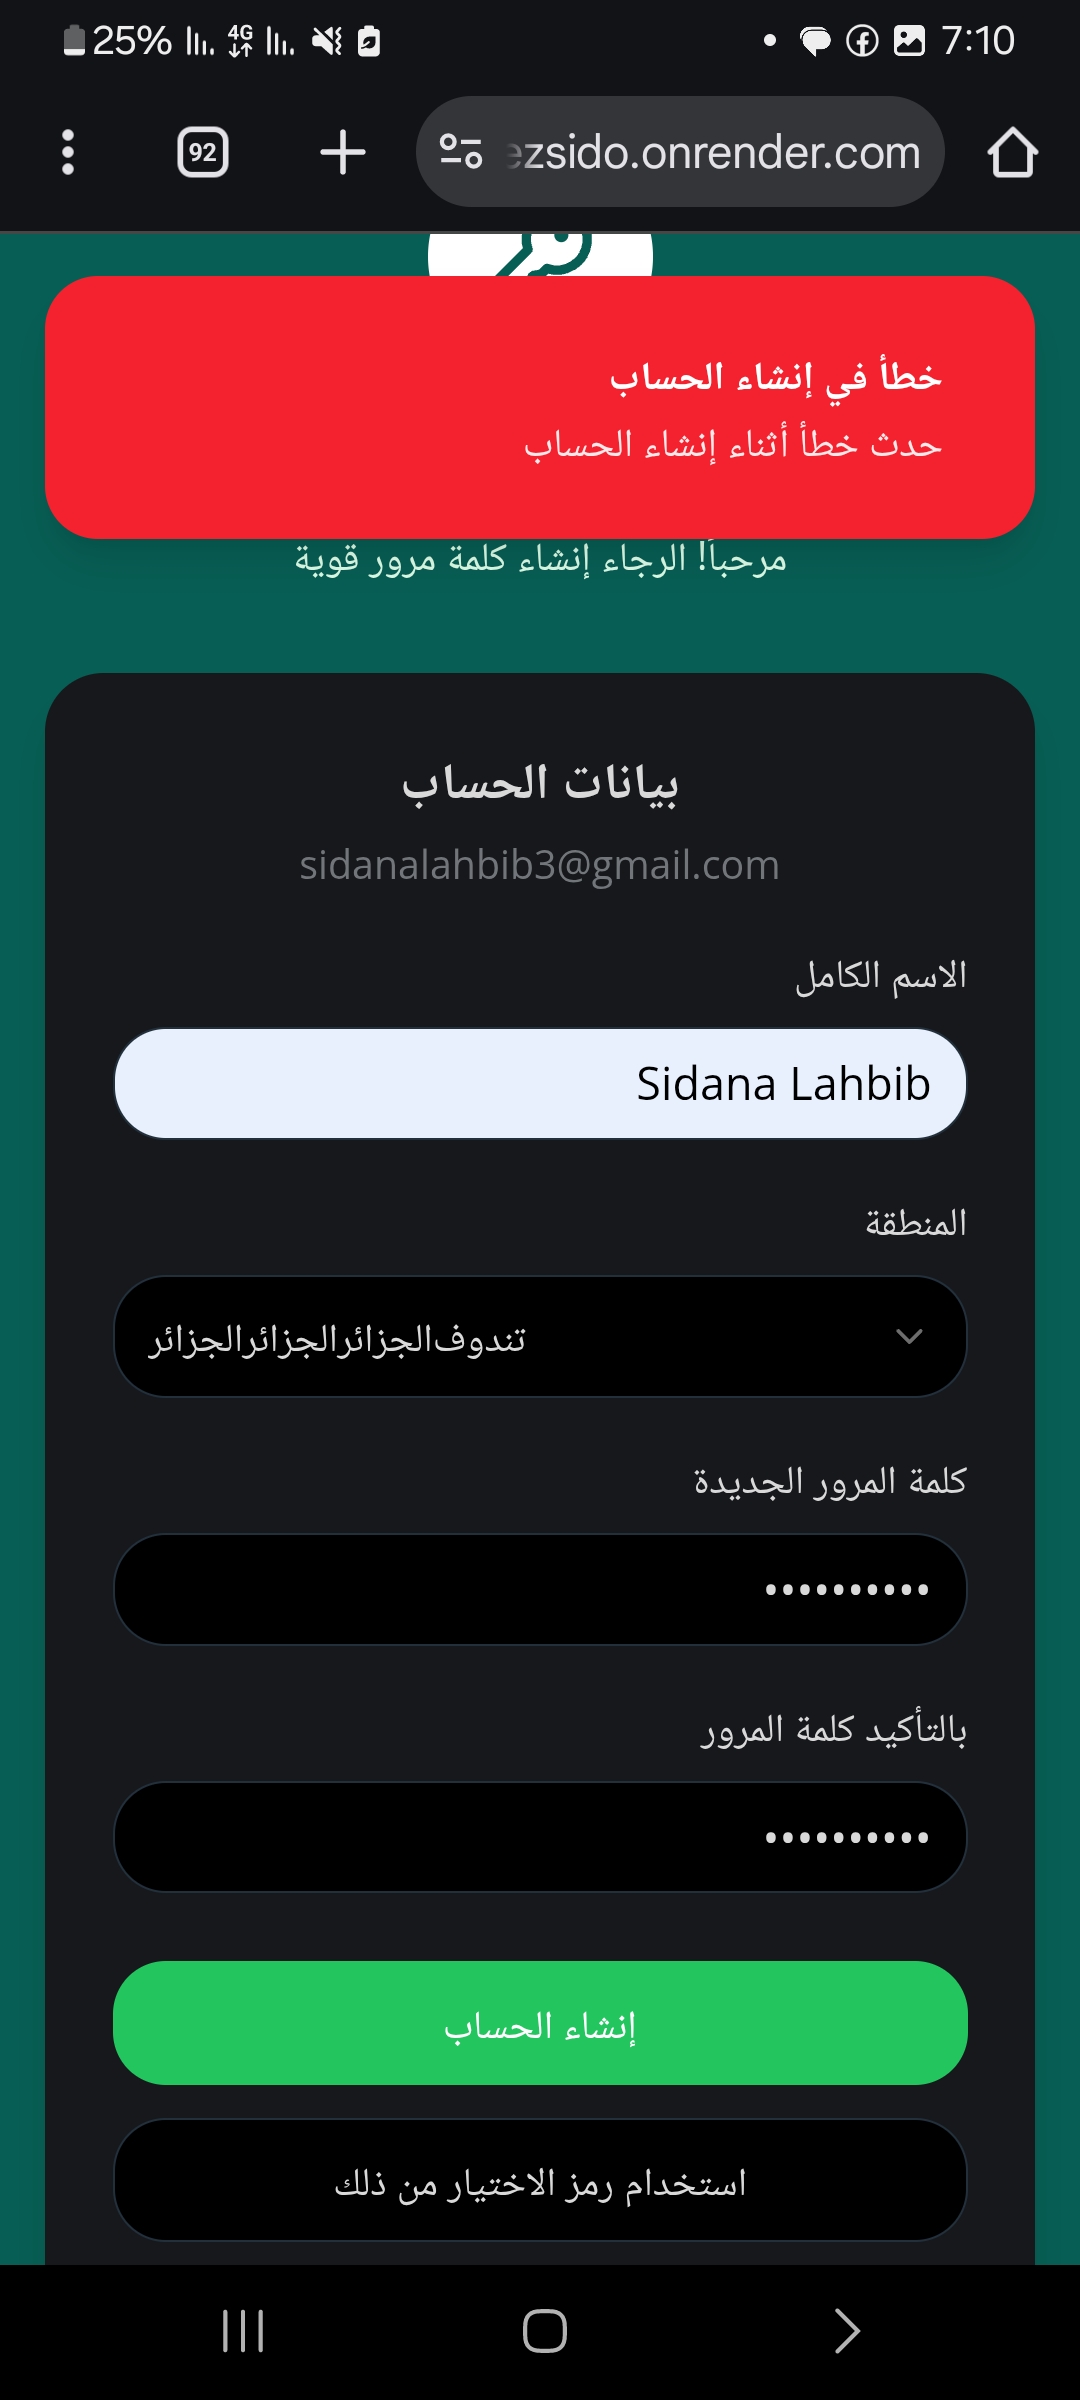 25% 4G 7:10
92 ezsido.onrender.com
خطأ في إنشاء الحساب
حدث خطأ أثناء إنشاء الحساب
مرحباً! الرجاء إنشاء كلمة مرور قوية
بيانات الحساب
sidanalahbib3@gmail.com
الاسم الكامل
Sidana Lahbib
المنطقة
تندوفالجزائرالجزائرالجزائر
كلمة المرور الجديدة
••••••••••
بالتأكيد كلمة المرور
••••••••••
إنشاء الحساب
استخدام رمز الاختيار من ذلك